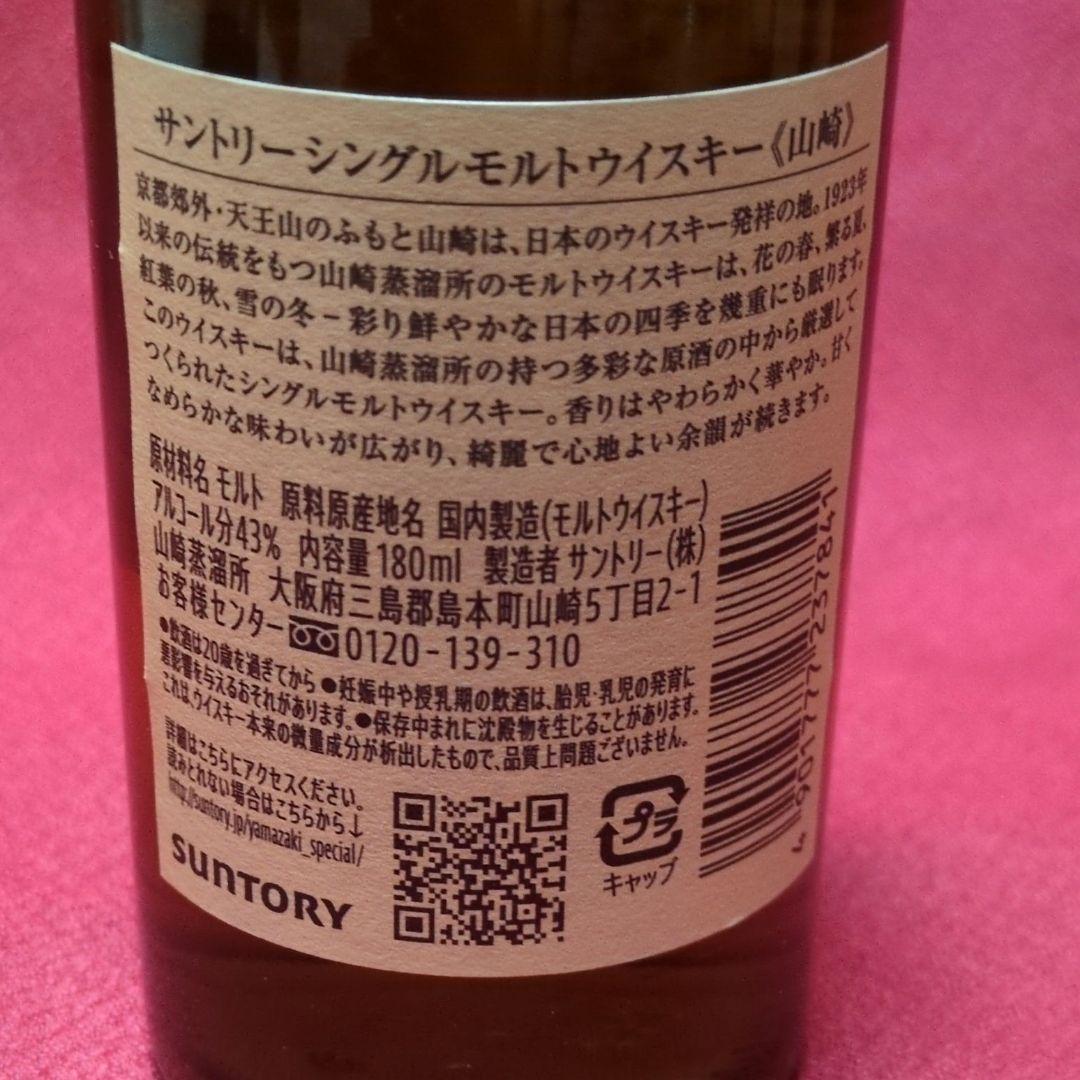 サントリーシングルモルトウイスキー《山崎》
京都郊外・天王山のふもと山崎は、日本のウイスキー発祥の地。1923年
以来の伝統をもつ山崎蒸溜所のモルトウイスキーは、花の春、繁る夏、
紅葉の秋、雪の冬－彩り鮮やかな日本の四季を幾重にも眠ります。
このウイスキーは、山崎蒸溜所の持つ多彩な原酒の中から厳選して
つくられたシングルモルトウイスキー。香りはやわらかく華やか。甘く
なめらかな味わいが広がり、綺麗で心地よい余韻が続きます。
原材料名 モルト 原料原産地名 国内製造(モルトウイスキー)
アルコール分43% 内容量 180ml 製造者 サントリー(株)
山崎蒸溜所 大阪府三島郡島本町山崎5丁目2-1
お客様センター 0120-139-310
●飲酒は20歳を過ぎてから ●妊娠中や授乳期の飲酒は、胎児・乳児の発育に
悪影響を与えるおそれがあります。●保存中まれに沈殿物を生じることがあります。
これは、ウイスキー本来の微量成分が析出したもので、品質上問題ございません。
詳細はこちらにアクセスください。
読みとれない場合はこちらから↓
http://suntory.jp/yamazaki_special/
SUNTORY
プラ
キャップ
4 901777 237841